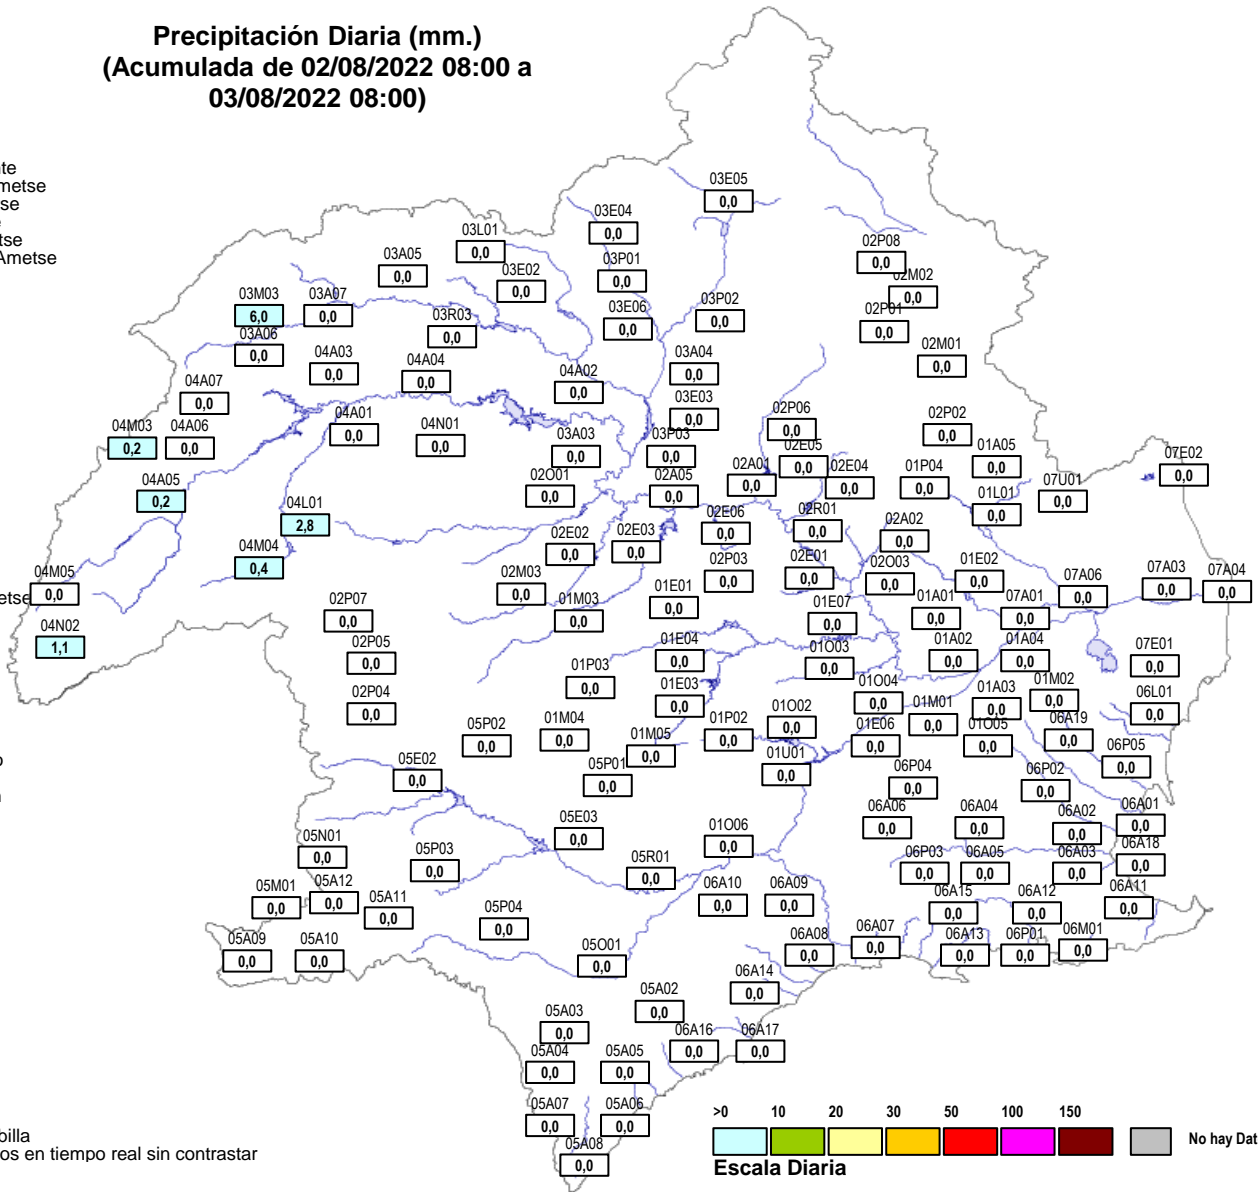 Precipitación Diaria (mm.)
(Acumulada de 02/08/2022 08:00 a
03/08/2022 08:00)
nte
metse
se
e
tse
Ametse
etse
o
n
billa
os en tiempo real sin contrastar
03E05
0,0
03E04
0,0
03L01
0,0
03A05
0,0
03P01
0,0
03E02
0,0
02P08
0,0
02M02
0,0
03M03
6,0
03A07
0,0
03P02
0,0
03E06
0,0
03R03
0,0
02P01
0,0
03A06
0,0
04A03
0,0
04A04
0,0
03A04
0,0
02M01
0,0
04A02
0,0
04A07
0,0
03E03
0,0
04A01
0,0
04M03
0,2
04A06
0,0
04N01
0,0
02P06
0,0
02P02
0,0
03A03
0,0
03P03
0,0
02E05
0,0
01A05
0,0
07E02
0,0
04A05
0,2
02O01
0,0
02A05
0,0
02A01
0,0
02E04
0,0
01P04
0,0
07U01
0,0
01L01
0,0
04L01
2,8
02E06
0,0
02R01
0,0
02A02
0,0
02E02
0,0
02E03
0,0
04M04
0,4
02P03
0,0
02E01
0,0
02O03
0,0
01E02
0,0
04M05
0,0
02M03
0,0
07A06
0,0
07A03
0,0
07A04
0,0
02P07
0,0
01M03
0,0
01E01
0,0
01E07
0,0
01A01
0,0
07A01
0,0
04N02
1,1
02P05
0,0
01E04
0,0
01O03
0,0
01A02
0,0
01A04
0,0
07E01
0,0
01P03
0,0
01E03
0,0
01O04
0,0
01A03
0,0
01M02
0,0
06L01
0,0
02P04
0,0
01O02
0,0
01M01
0,0
05P02
0,0
01M04
0,0
01P02
0,0
01E06
0,0
01O05
0,0
06A19
0,0
01M05
0,0
05E02
0,0
05P01
0,0
01U01
0,0
06P04
0,0
06P02
0,0
06P05
0,0
05E03
0,0
01O06
0,0
06A06
0,0
06A04
0,0
06A02
0,0
06A01
0,0
05N01
0,0
05P03
0,0
05R01
0,0
06P03
0,0
06A05
0,0
06A03
0,0
06A18
0,0
05M01
0,0
05A12
0,0
05A11
0,0
06A10
0,0
06A09
0,0
06A15
0,0
06A12
0,0
06A11
0,0
05P04
0,0
05A09
0,0
05A10
0,0
05O01
0,0
06A08
0,0
06A07
0,0
06A13
0,0
06P01
0,0
06M01
0,0
06A14
0,0
05A02
0,0
05A03
0,0
06A16
0,0
06A17
0,0
05A04
0,0
05A05
0,0
05A07
0,0
05A06
0,0
05A08
0,0
>0 10 20 30 50 100 150
No hay Dat
Escala Diaria